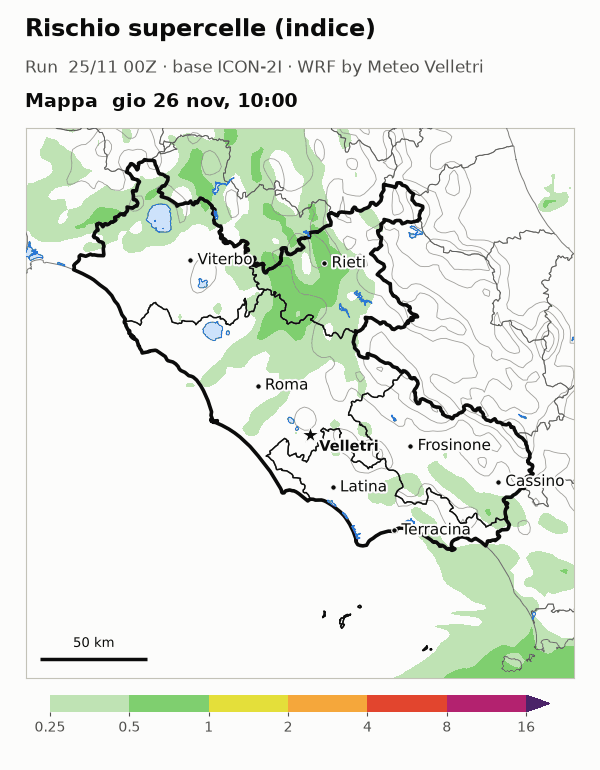 Rischio supercelle (indice)
Run  25/11 00Z · base ICON-2I · WRF by Meteo Velletri
Mappa  gio 26 nov, 10:00
Viterbo
Rieti
Roma
Velletri
Frosinone
Latina
Cassino
Terracina
50 km
0.25 0.5 1 2 4 8 16